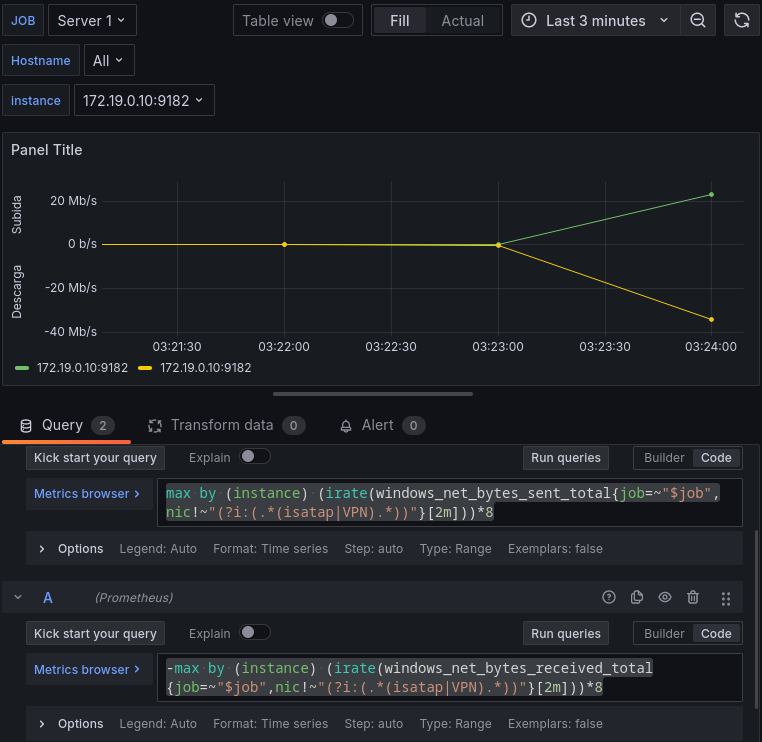 JOB Server 1 Table view Fill Actual Last 3 minutes
Hostname All
instance 172.19.0.10:9182
Panel Title
Subida
Descarga
20 Mb/s
0 b/s
-20 Mb/s
-40 Mb/s
03:21:30 03:22:00 03:22:30 03:23:00 03:23:30 03:24:00
172.19.0.10:9182 172.19.0.10:9182
Query 2 Transform data 0 Alert 0
Kick start your query Explain Run queries Builder Code
Metrics browser > max by (instance) (irate(windows_net_bytes_sent_total{job=~"$job",
nic!~"(?i:(.*(isatap|VPN).*))"}[2m]))*8
> Options Legend: Auto Format: Time series Step: auto Type: Range Exemplars: false
A (Prometheus)
Kick start your query Explain Run queries Builder Code
Metrics browser > -max by (instance) (irate(windows_net_bytes_received_total
{job=~"$job",nic!~"(?i:(.*(isatap|VPN).*))"}[2m]))*8
> Options Legend: Auto Format: Time series Step: auto Type: Range Exemplars: false